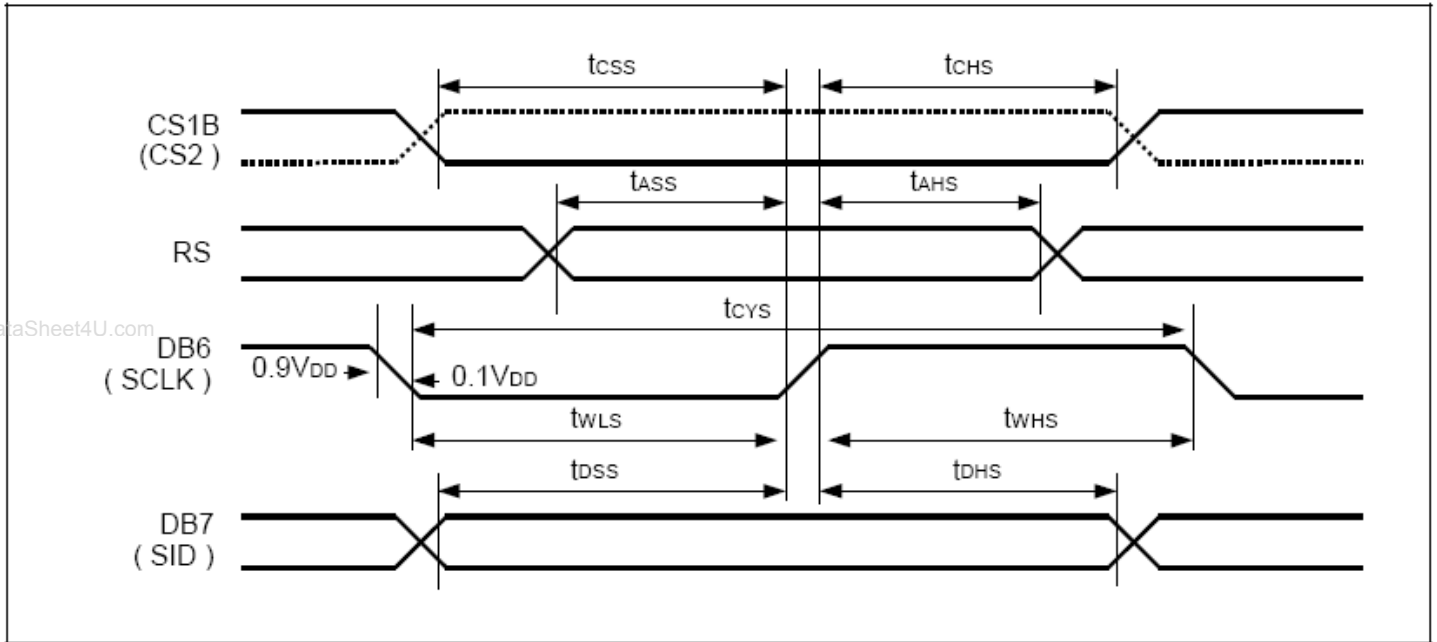 tCSS tCHS
CS1B
(CS2 )
tASS tAHS
RS
tCYS
ataSheet4U.com
DB6
( SCLK )
0.9VDD 0.1VDD
tWLS tWHS
tDSS tDHS
DB7
( SID )